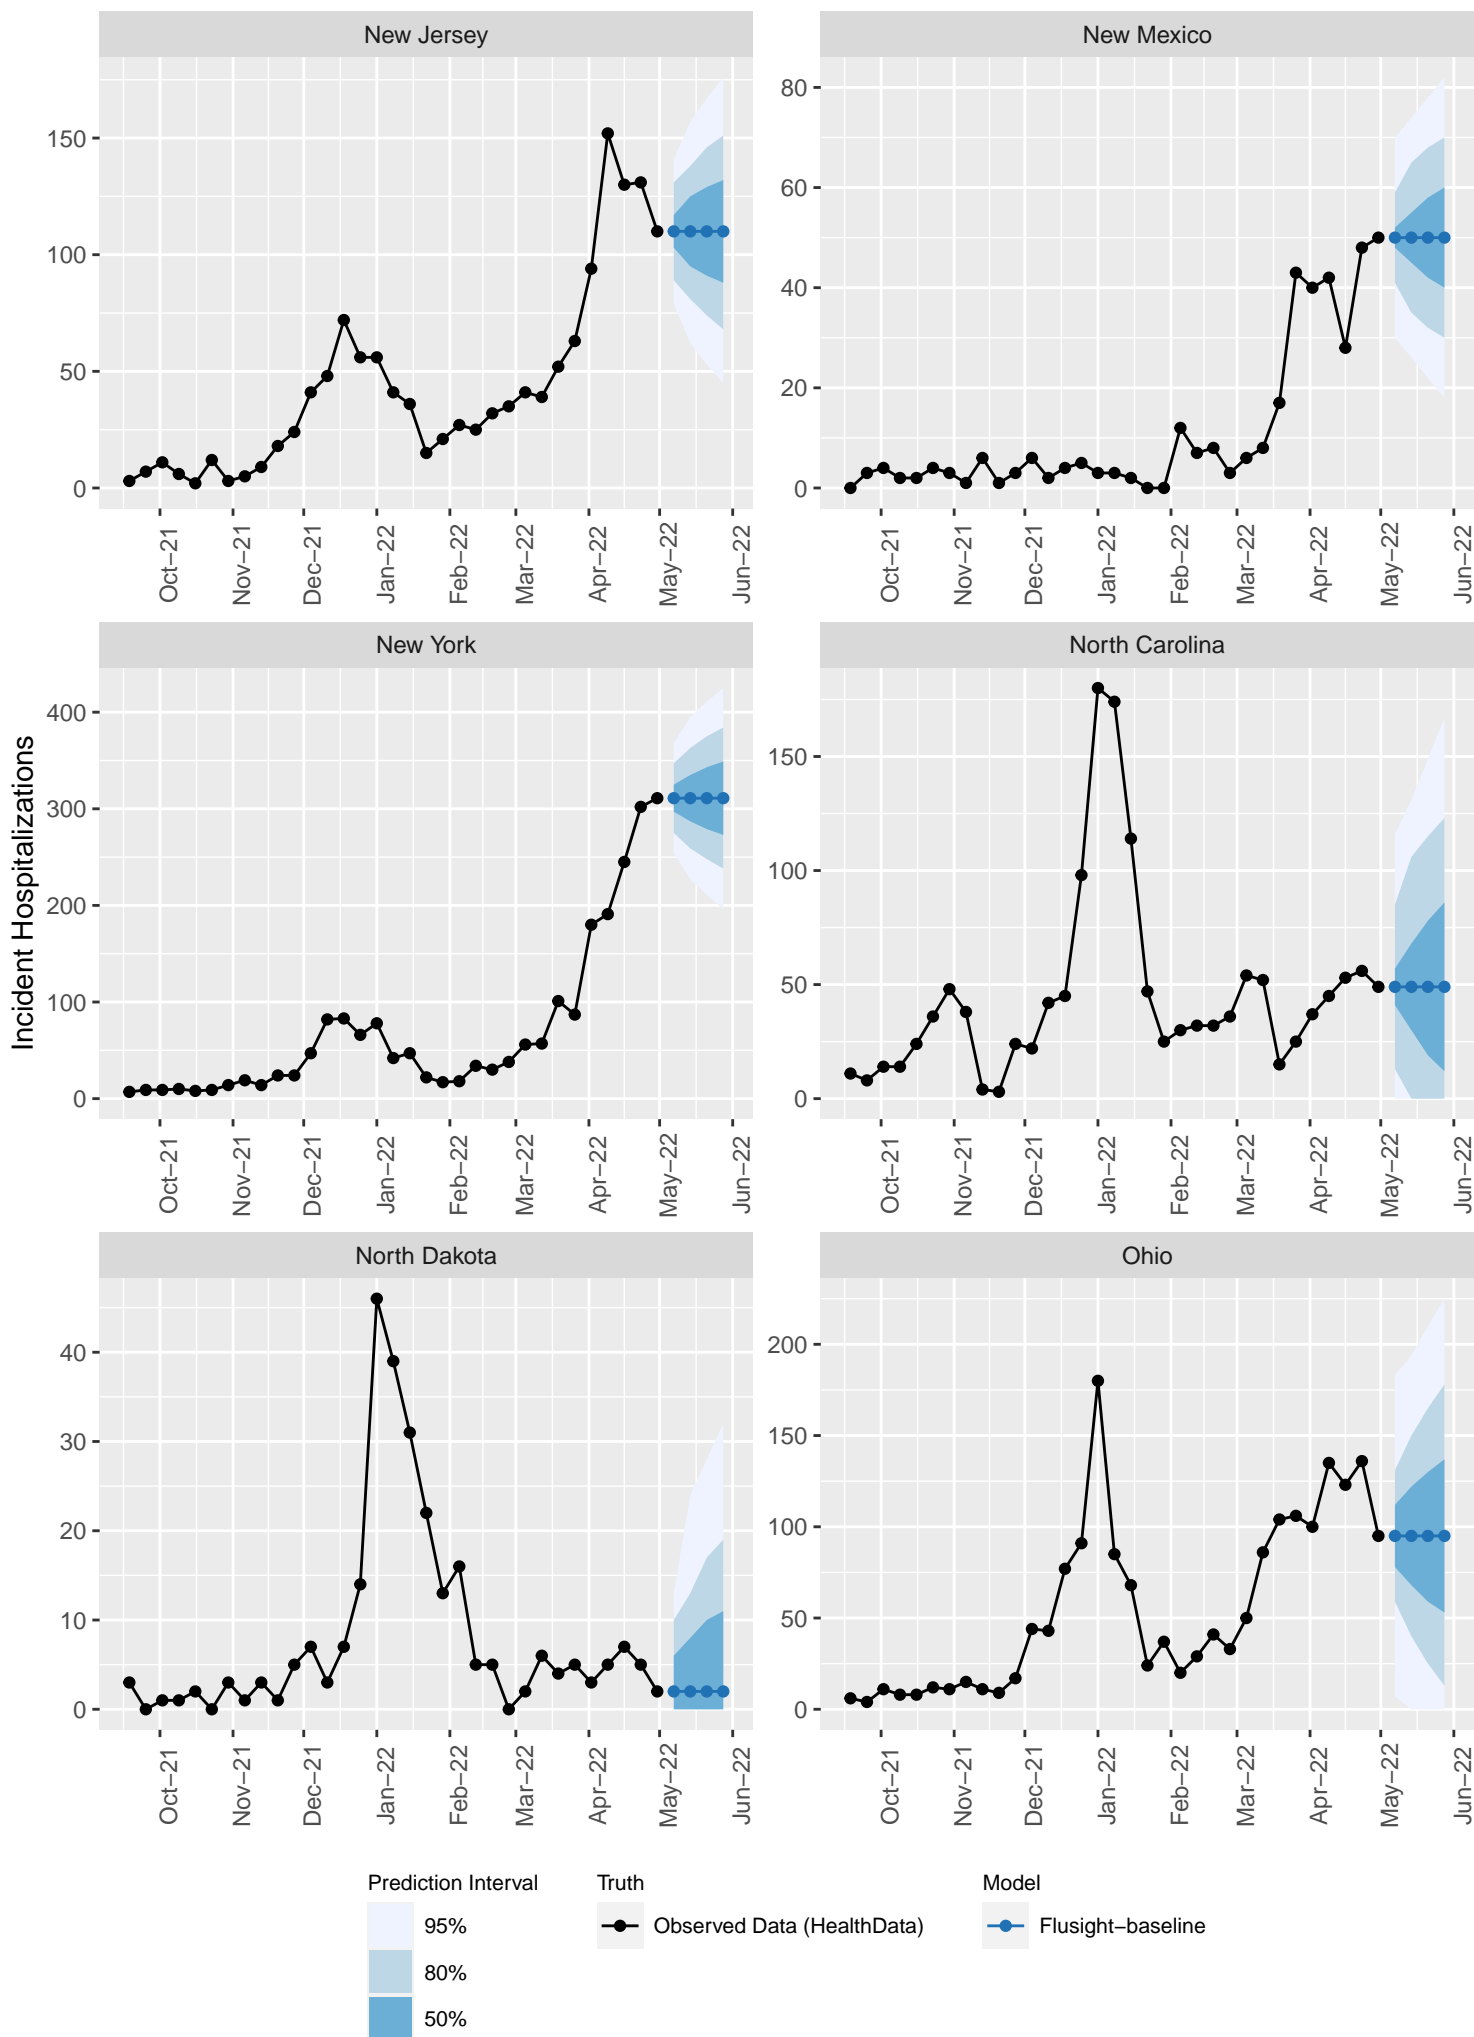 New Jersey
New Mexico
150
100
50
0
80
60
40
20
0
Oct−21
Nov−21
Dec−21
Jan−22
Feb−22
Mar−22
Apr−22
May−22
Jun−22
Oct−21
Nov−21
Dec−21
Jan−22
Feb−22
Mar−22
Apr−22
May−22
Jun−22
Incident Hospitalizations
New York
North Carolina
400
300
200
100
0
150
100
50
0
Oct−21
Nov−21
Dec−21
Jan−22
Feb−22
Mar−22
Apr−22
May−22
Jun−22
Oct−21
Nov−21
Dec−21
Jan−22
Feb−22
Mar−22
Apr−22
May−22
Jun−22
North Dakota
Ohio
40
30
20
10
0
200
150
100
50
0
Oct−21
Nov−21
Dec−21
Jan−22
Feb−22
Mar−22
Apr−22
May−22
Jun−22
Oct−21
Nov−21
Dec−21
Jan−22
Feb−22
Mar−22
Apr−22
May−22
Jun−22
Prediction Interval
95%
80%
50%
Truth
Observed Data (HealthData)
Model
Flusight−baseline